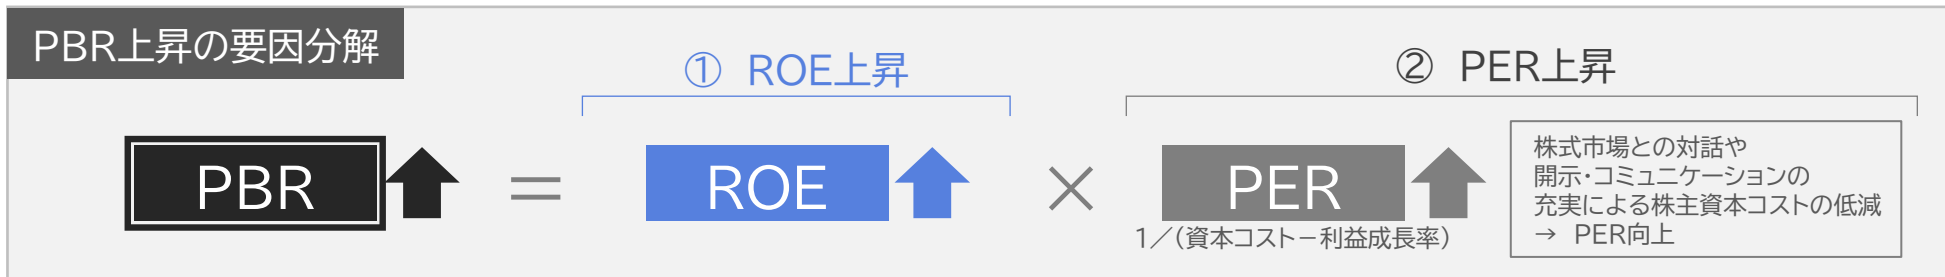 PBR上昇の要因分解
① ROE上昇
② PER上昇
PBR
＝
ROE
×
PER
1／(資本コスト－利益成長率)
株式市場との対話や
開示・コミュニケーションの
充実による株主資本コストの低減
→ PER向上